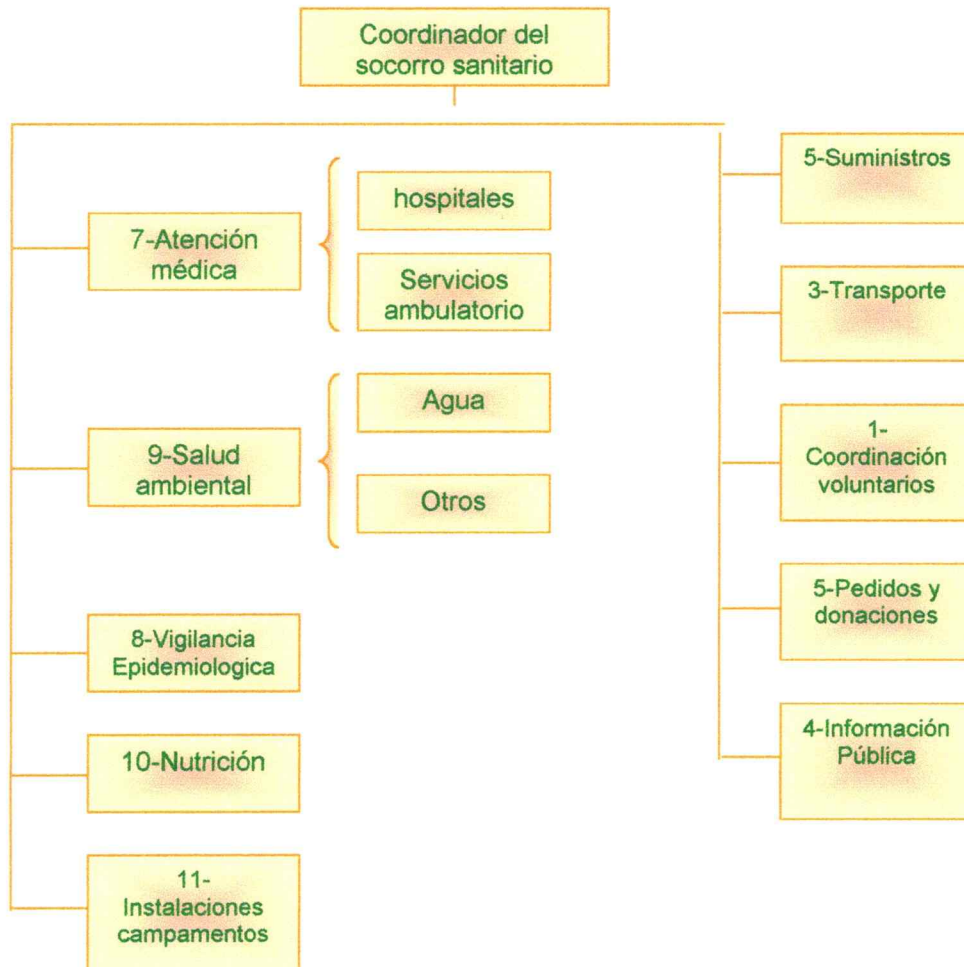 Coordinador del
socorro sanitario
7-Atención
médica
hospitales
Servicios
ambulatorio
9-Salud
ambiental
Agua
Otros
8-Vigilancia
Epidemiologica
10-Nutrición
11-
Instalaciones
campamentos
5-Suministros
3-Transporte
1-
Coordinación
voluntarios
5-Pedidos y
donaciones
4-Información
Pública